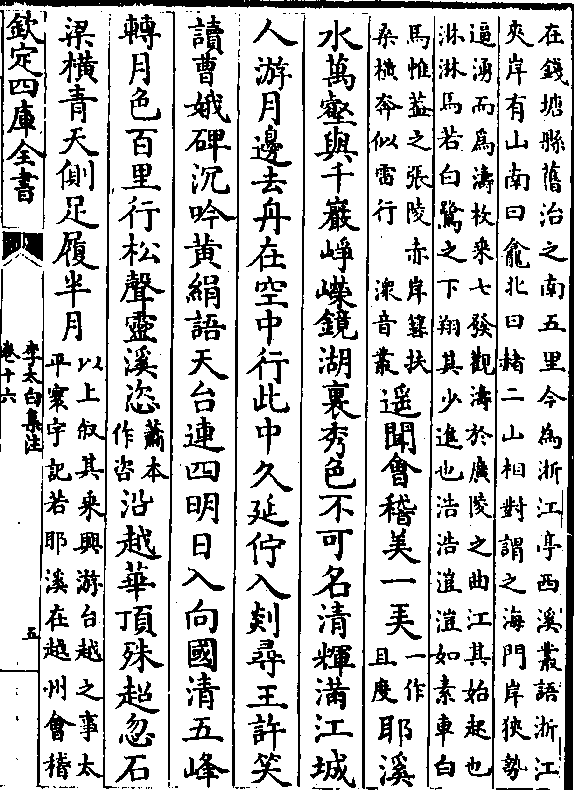 在錢塘縣舊治之南五里今為浙江亭西溪叢語浙江
夾岸有山南曰龕北曰赭二山相對謂之海門岸狹勢
逼湧而為濤枚乘七發觀濤於廣陵之曲江其始起也
淋淋焉若白鷺之下翔其少進也浩浩溰溰如素車白
馬惟葢之張陵赤岸篲扶
桑橫奔似雷行 㴱音叢
遥聞會稽美一弄
一作
且度
耶溪
水萬壑與千巖崢嶸鏡湖裏秀色不可名清輝滿江城
人游月邊去舟在空中行此中久延佇入剡尋王許笑
讀曹娥碑沉吟黄絹語天台連四明日入向國清五峰
轉月色百里行松聲靈溪恣
蕭本
作咨
沿越華頂殊超忽石
梁橫青天側足履半月
以上叙其乗興游台越之事太
平寰宇記若耶溪在越州會稽
欽定四庫全書
李太白集注
卷十六
五